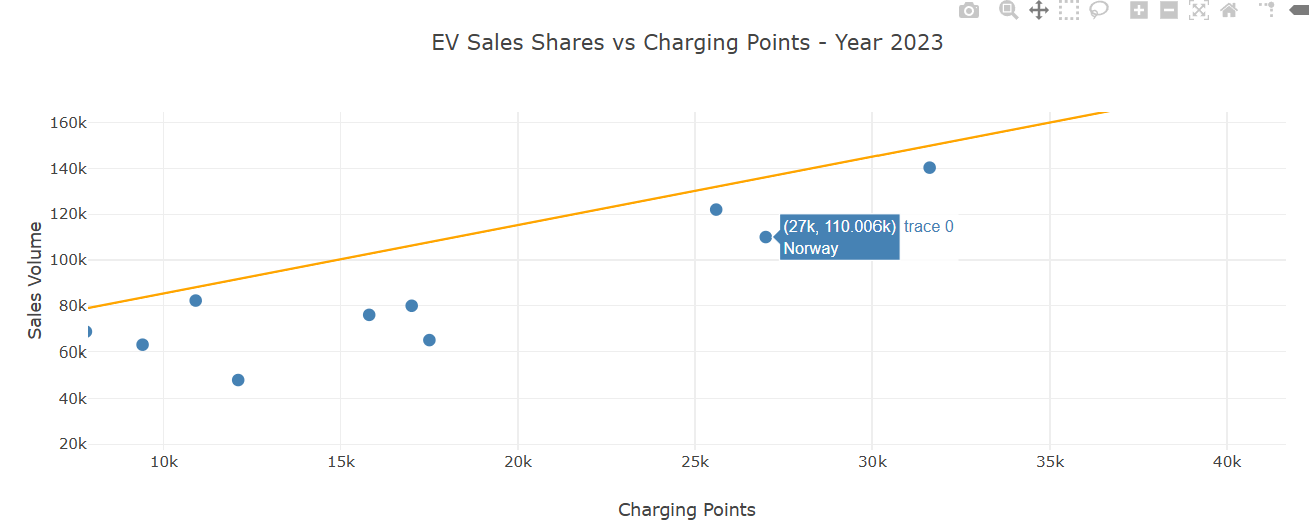 EV Sales Shares vs Charging Points - Year 2023
160k
140k
120k
100k
80k
60k
40k
20k
Sales Volume
(27k, 110.006k) trace 0
Norway
10k 15k 20k 25k 30k 35k 40k
Charging Points